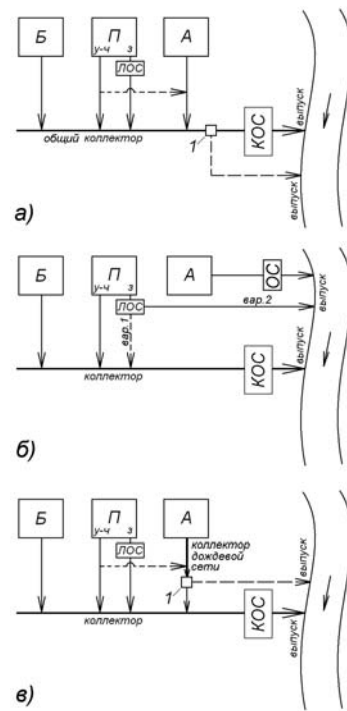 Б
П
А
у-ч з
ЛОС
общий коллектор
1
КОС
выпуск
выпуск
а)
Б
П
А
у-ч з
ЛОС
ОС
вар.1
вар.2
выпуск
коллектор
КОС
б)
Б
П
А
у-ч з
ЛОС
коллектор
дождевой
сети
1
выпуск
коллектор
КОС
выпуск
в)